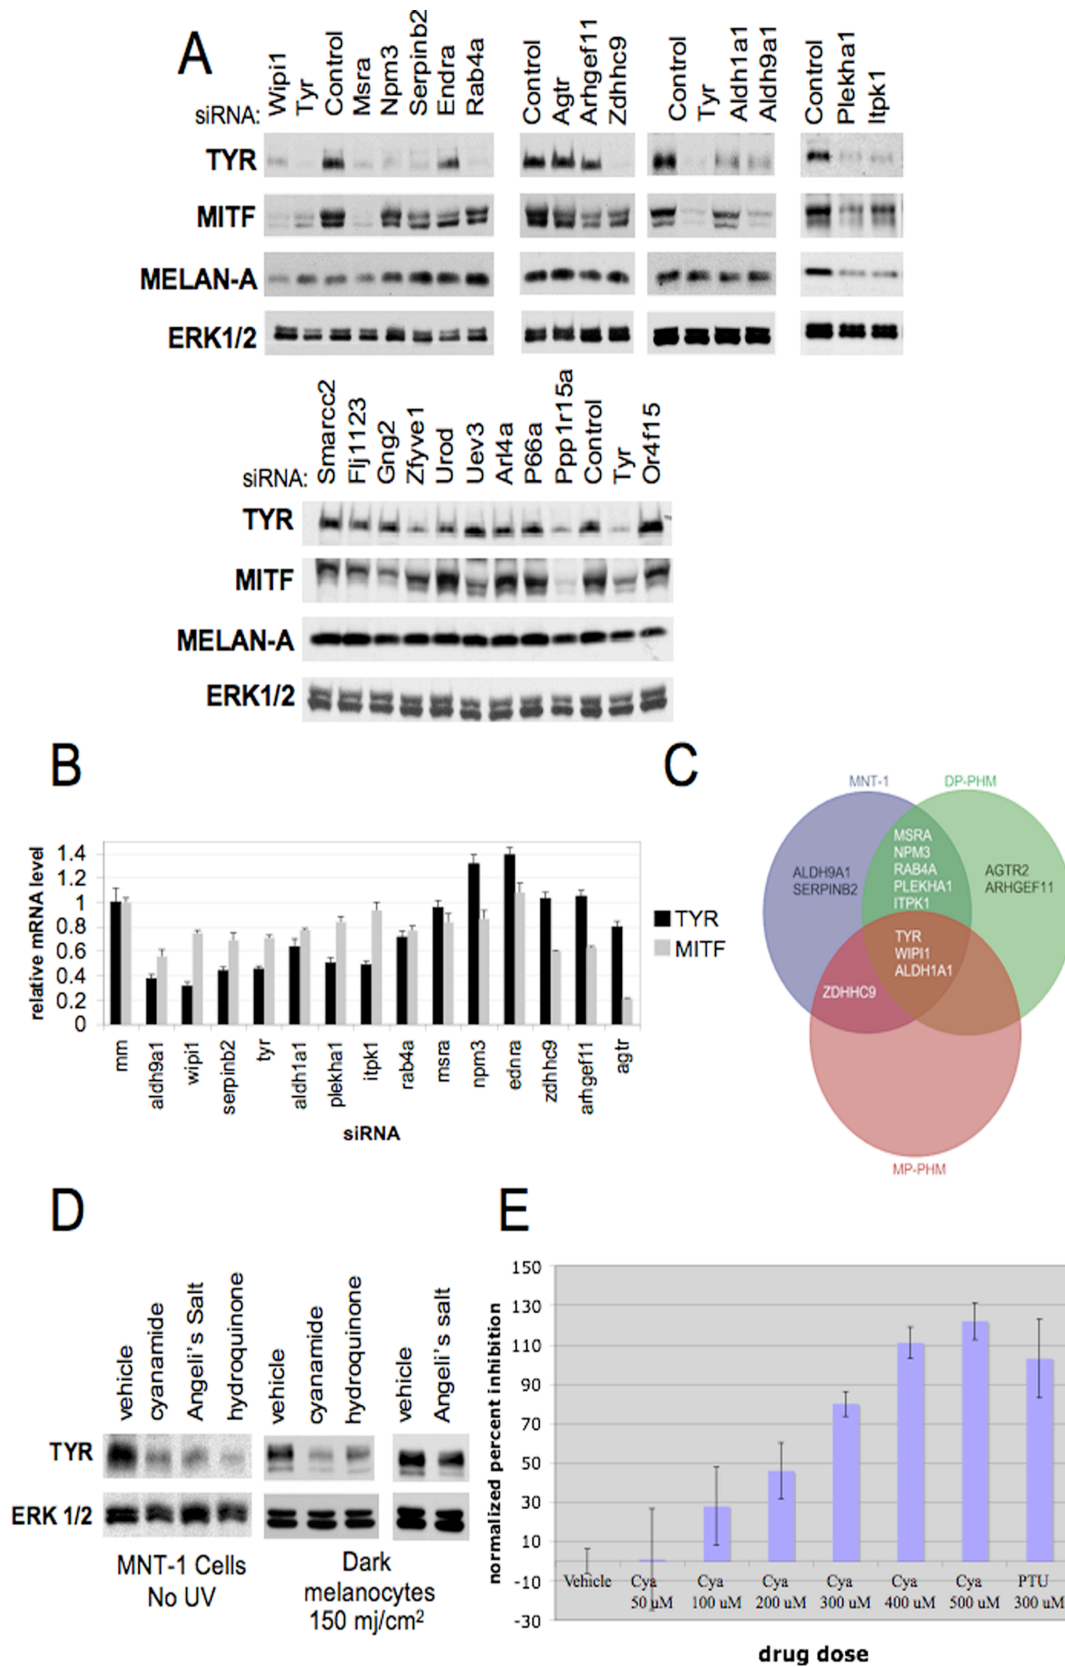 A
siRNA: Wipi1 Tyr Control Msra Npm3 Serpinb2 Endra Rab4a Control Agtr Arhgef11 Zdhhc9 Control Tyr Aldh1a1 Aldh9a1 Control Plekha1 Itpk1
TYR
MITF
MELAN-A
ERK1/2
siRNA: Smarcc2 Flj1123 Gng2 Zfyve1 Urod Uev3 Arl4a P66a Ppp1r15a Control Tyr Or4f15
TYR
MITF
MELAN-A
ERK1/2
B
relative mRNA level
1.4
1.2
1
0.8
0.6
0.4
0.2
0
mm aldh9a1 wipi1 serpinb2 tyr aldh1a1 plekha1 itpk1 rab4a msra npm3 ednra zdhhc9 arhgef11 agtr
siRNA
TYR
MITF
C
MNT-1
DP-PHM
MSRA
NPM3
RAB4A
PLEKHA1
ITPK1
ALDH9A1
SERPINB2
AGTR2
ARHGEF11
TYR
WIPI1
ALDH1A1
ZDHHC9
MP-PHM
D
vehicle cyanamide Angeli's Salt hydroquinone vehicle cyanamide hydroquinone vehicle Angeli's salt
TYR
ERK 1/2
MNT-1 Cells
No UV
Dark
melanocytes
150 mj/cm²
E
normalized percent inhibition
150
130
110
90
70
50
30
10
-10
-30
Vehicle
Cya
50 uM
Cya
100 uM
Cya
200 uM
Cya
300 uM
Cya
400 uM
Cya
500 uM
PTU
300 uM
drug dose